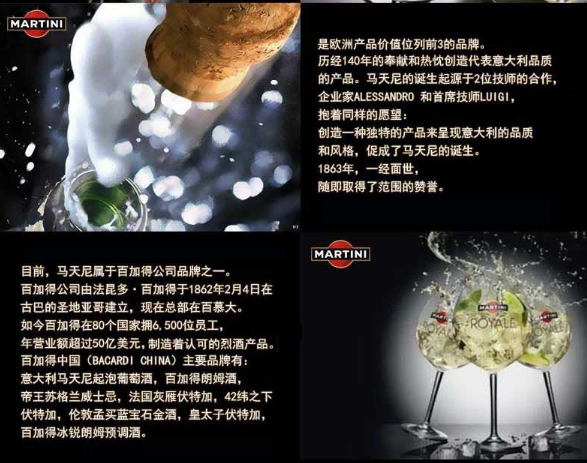 MARTINI
是欧洲产品价值位列前3的品牌。
历经140年的奉献和热忱创造代表意大利品质
的产品。马天尼的诞生起源于2位技师的合作,
企业家ALESSANDRO 和首席技师LUIGI,
抱着同样的愿望:
创造一种独特的产品来呈现意大利的品质
和风格,促成了马天尼的诞生。
1863年,一经面世,
随即取得了范围的赞誉。
目前,马天尼属于百加得公司品牌之一。
百加得公司由法昆多·百加得于1862年2月4日在
古巴的圣地亚哥建立,现在总部在百慕大。
如今百加得在80个国家拥6,500位员工,
年营业额超过50亿美元,制造着认可的烈酒产品。
百加得中国(BACARDI CHINA)主要品牌有:
意大利马天尼起泡葡萄酒,百加得朗姆酒,
帝王苏格兰威士忌,法国灰雁伏特加,42纬之下
伏特加,伦敦孟买蓝宝石金酒,皇太子伏特加,
百加得冰锐朗姆预调酒。
MARTINI
MARTINI
ROYALE